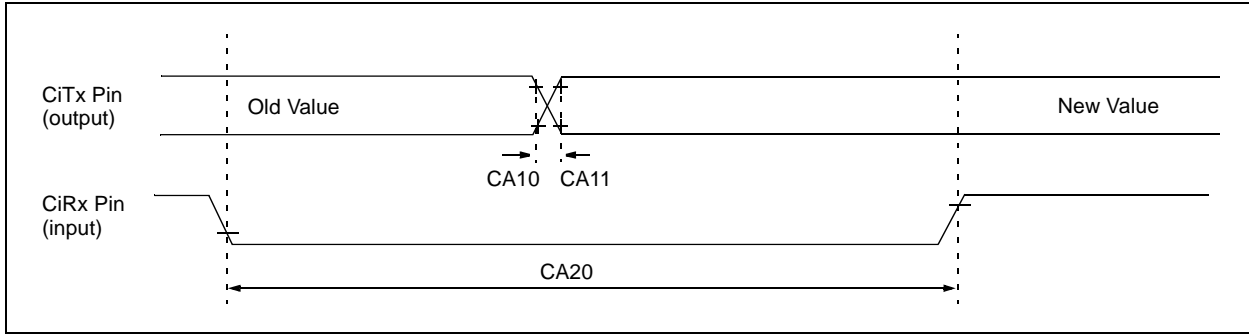 CiTx Pin
(output)
Old Value
New Value
CA10 CA11
CiRx Pin
(input)
CA20